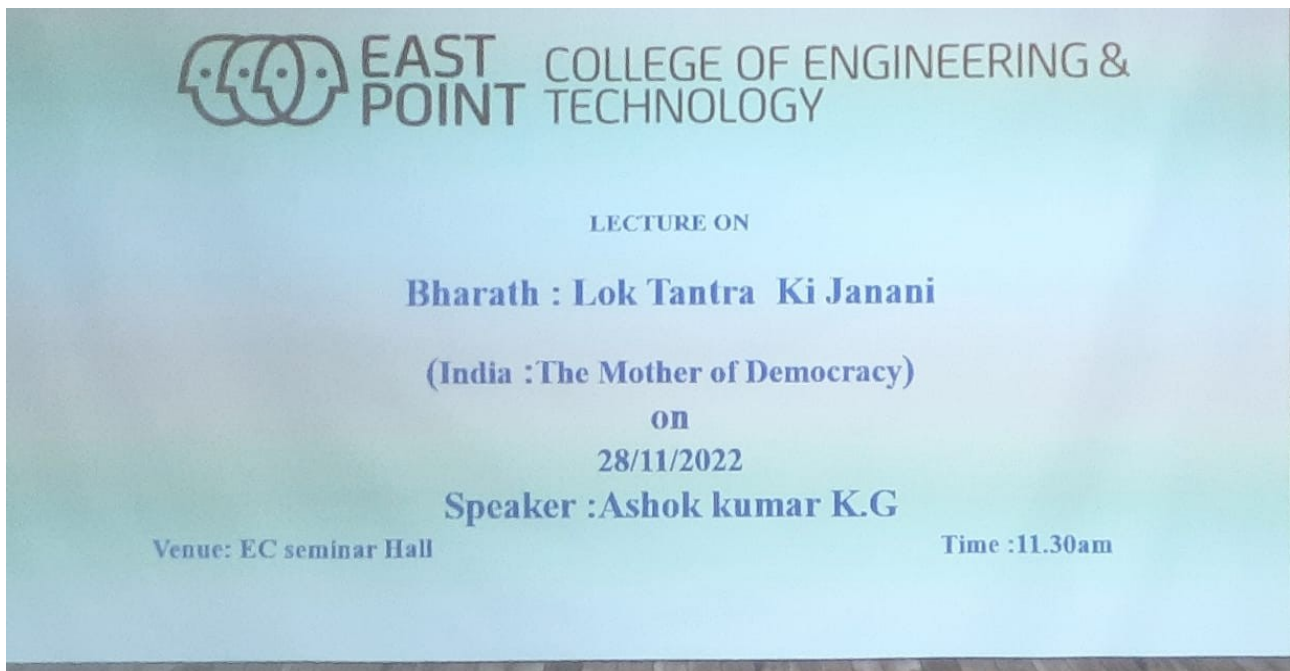 EAST POINT COLLEGE OF ENGINEERING & TECHNOLOGY
LECTURE ON
Bharath : Lok Tantra Ki Janani
(India :The Mother of Democracy)
on
28/11/2022
Speaker :Ashok kumar K.G
Venue: EC seminar Hall
Time :11.30am